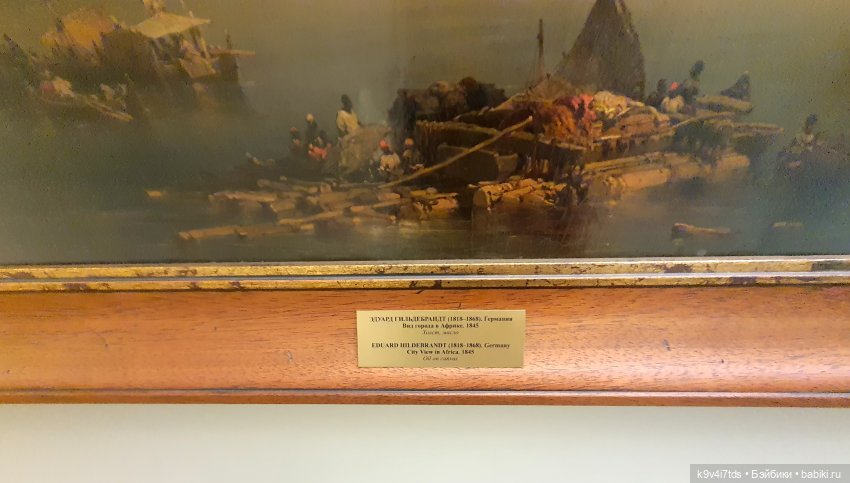 ЭДУАРД ГИЛЬДЕБРАНДТ (1818–1868). Германия
Вид города в Африке. 1845
Холст, масло
EDUARD HILDEBRANDT (1818–1868). Germany
City View in Africa. 1845
Oil on canvas
k9v4i7tds • Бэйбики • babiki.ru